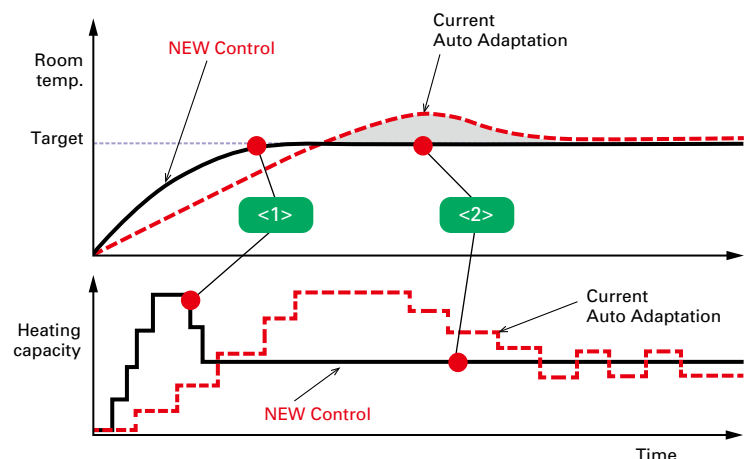 Current
Auto Adaptation
NEW Control
Room
temp.
Target
<1>
<2>
Current
Auto Adaptation
Heating
capacity
NEW Control
Time